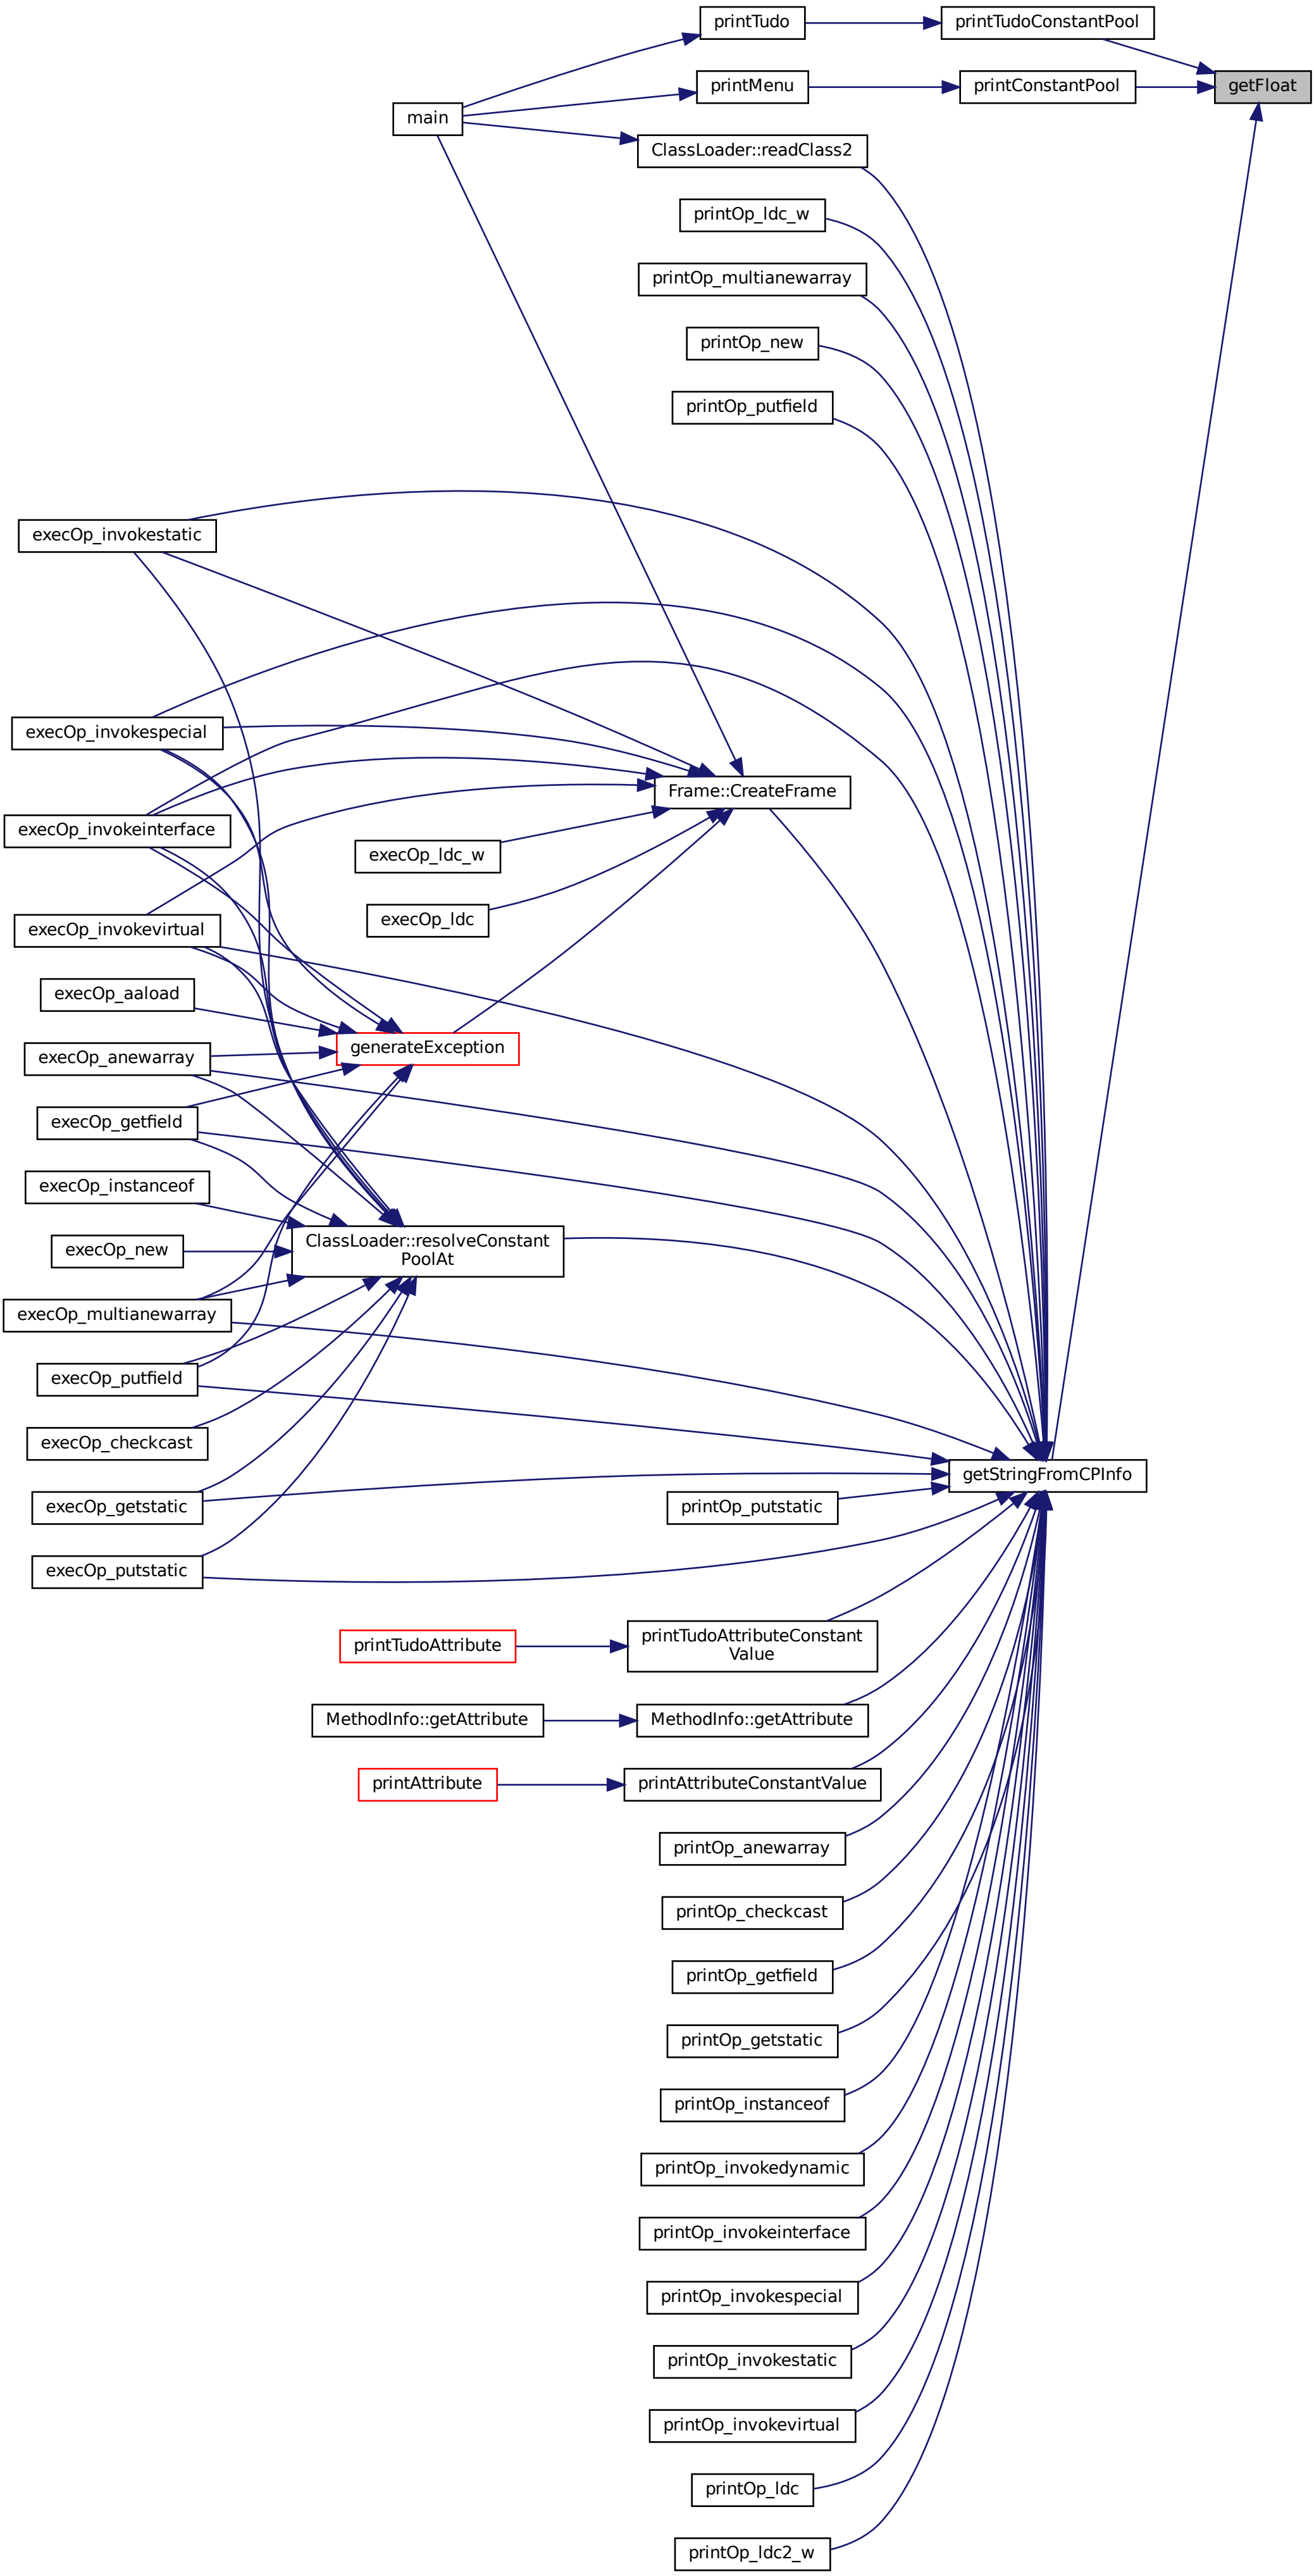 printTudo
printTudoConstantPool
printMenu
printConstantPool
getFloat
main
ClassLoader::readClass2
printOp_ldc_w
printOp_multianewarray
printOp_new
printOp_putfield
execOp_invokestatic
execOp_invokespecial
Frame::CreateFrame
execOp_invokeinterface
execOp_ldc_w
execOp_ldc
execOp_invokevirtual
execOp_aaload
generateException
execOp_anewarray
execOp_getfield
execOp_instanceof
ClassLoader::resolveConstant
PoolAt
execOp_new
execOp_multianewarray
execOp_putfield
execOp_checkcast
getStringFromCPInfo
execOp_getstatic
printOp_putstatic
execOp_putstatic
printTudoAttribute
printTudoAttributeConstant
Value
MethodInfo::getAttribute
MethodInfo::getAttribute
printAttribute
printAttributeConstantValue
printOp_anewarray
printOp_checkcast
printOp_getfield
printOp_getstatic
printOp_instanceof
printOp_invokedynamic
printOp_invokeinterface
printOp_invokespecial
printOp_invokestatic
printOp_invokevirtual
printOp_ldc
printOp_ldc2_w